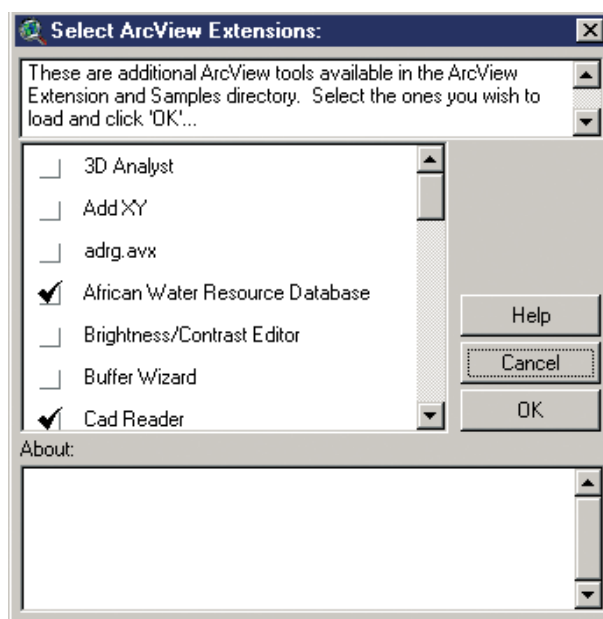 Select ArcView Extensions:
These are additional ArcView tools available in the ArcView
Extension and Samples directory. Select the ones you wish to
load and click 'OK'...
3D Analyst
Add XY
adrg.avx
African Water Resource Database
Brightness/Contrast Editor
Buffer Wizard
Cad Reader
Help
Cancel
OK
About: